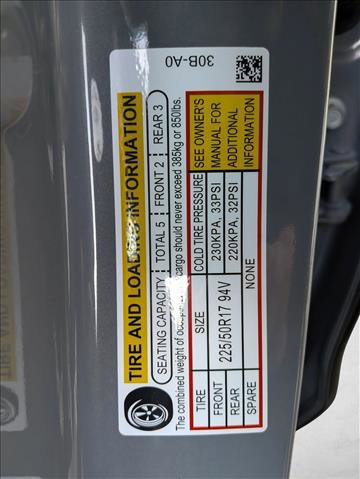 30B-A0
TIRE AND LOADING INFORMATION
SEATING CAPACITY TOTAL 5 FRONT 2 REAR 3
The combined weight of occupants and cargo should never exceed 385kg or 850lbs.
TIRE SIZE COLD TIRE PRESSURE SEE OWNER'S
FRONT 225/50R17 94V 230KPA, 33PSI MANUAL FOR
REAR 220KPA, 32PSI ADDITIONAL
SPARE NONE INFORMATION